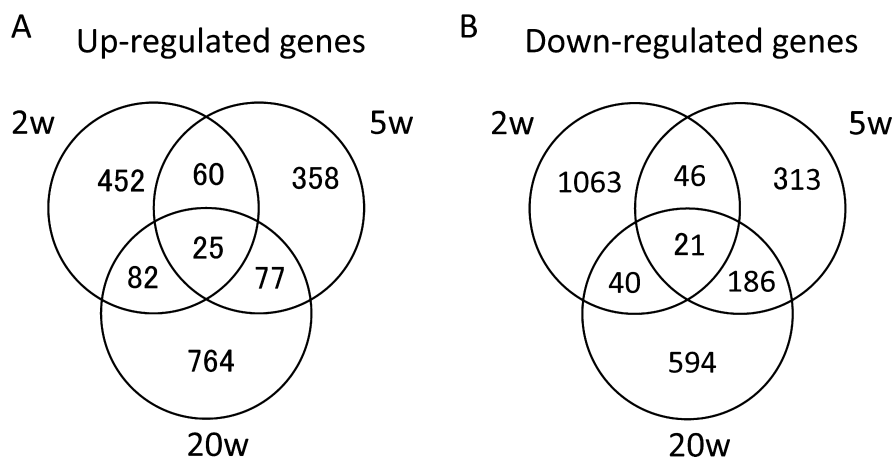 A
Up-regulated genes
2w
5w
452
60
358
25
82
77
764
20w
B
Down-regulated genes
2w
5w
1063
46
313
21
40
186
594
20w